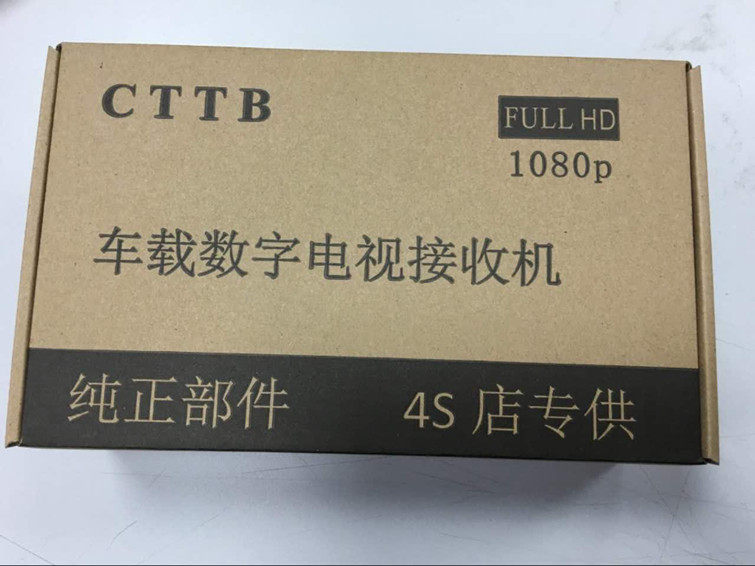 CTTB
FULL HD
1080p
车载数字电视接收机
纯正部件 4S 店专供